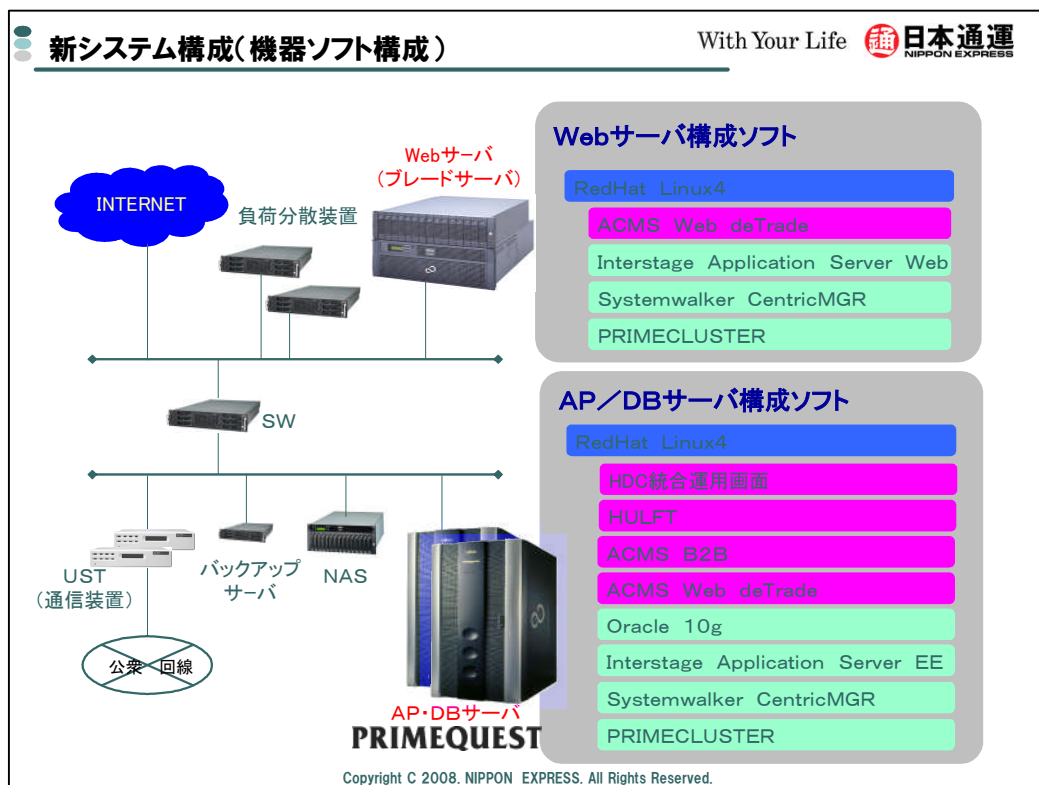 新システム構成(機器ソフト構成)
With Your Life
通 日本通運
NIPPON EXPRESS
INTERNET
負荷分散装置
Webサーバ
(ブレードサーバ)
SW
UST
(通信装置)
バックアップ
サーバ
NAS
公衆 回線
AP・DBサーバ
PRIMEQUEST
Webサーバ構成ソフト
RedHat Linux4
ACMS Web deTrade
Interstage Application Server Web
Systemwalker CentricMGR
PRIMECLUSTER
AP/DBサーバ構成ソフト
RedHat Linux4
HDC統合運用画面
HULFT
ACMS B2B
ACMS Web deTrade
Oracle 10g
Interstage Application Server EE
Systemwalker CentricMGR
PRIMECLUSTER
Copyright C 2008. NIPPON EXPRESS. All Rights Reserved.